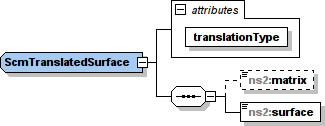 attributes
translationType
ScmTranslatedSurface
ns2:matrix
ns2:surface